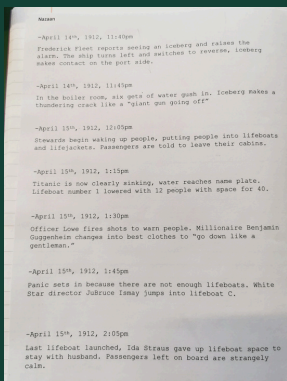 Nazaen
-April 14th, 1912, 11:40pm
Frederick Fleet reports seeing an iceberg and raises the
alarm. The ship turns left and switches to reverse, iceberg
makes contact on the port side.
-April 14th, 1912, 11:45pm
In the boiler room, six gets of water gush in. Iceberg makes a
thundering crack like a "giant gun going off"
-April 15th, 1912, 12:05pm
Stewards begin waking up people, putting people into lifeboats
and lifejackets. Passengers are told to leave their cabins.
-April 15th, 1912, 1:15pm
Titanic is now clearly sinking, water reaches name plate.
Lifeboat number 1 lowered with 12 people with space for 40.
-April 15th, 1912, 1:30pm
Officer Lowe fires shots to warn people. Millionaire Benjamin
Guggenheim changes into best clothes to "go down like a
gentleman."
-April 15th, 1912, 1:45pm
Panic sets in because there are not enough lifeboats. White
Star director JuBruce Ismay jumps into lifeboat C.
-April 15th, 1912, 2:05pm
Last lifeboat launched, Ida Straus gave up lifeboat space to
stay with husband. Passengers left on board are strangely
calm.